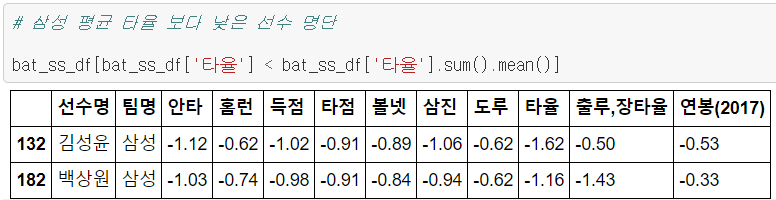 # 삼성 평균 타율 보다 낮은 선수 명단
bat_ss_df[bat_ss_df['타율'] < bat_ss_df['타율'].sum().mean()]
선수명 팀명 안타 홈런 득점 타점 볼넷 삼진 도루 타율 출루,장타율 연봉(2017)
132 김성윤 삼성 -1.12 -0.62 -1.02 -0.91 -0.89 -1.06 -0.62 -1.62 -0.50 -0.53
182 백상원 삼성 -1.03 -0.74 -0.98 -0.91 -0.84 -0.94 -0.62 -1.16 -1.43 -0.33